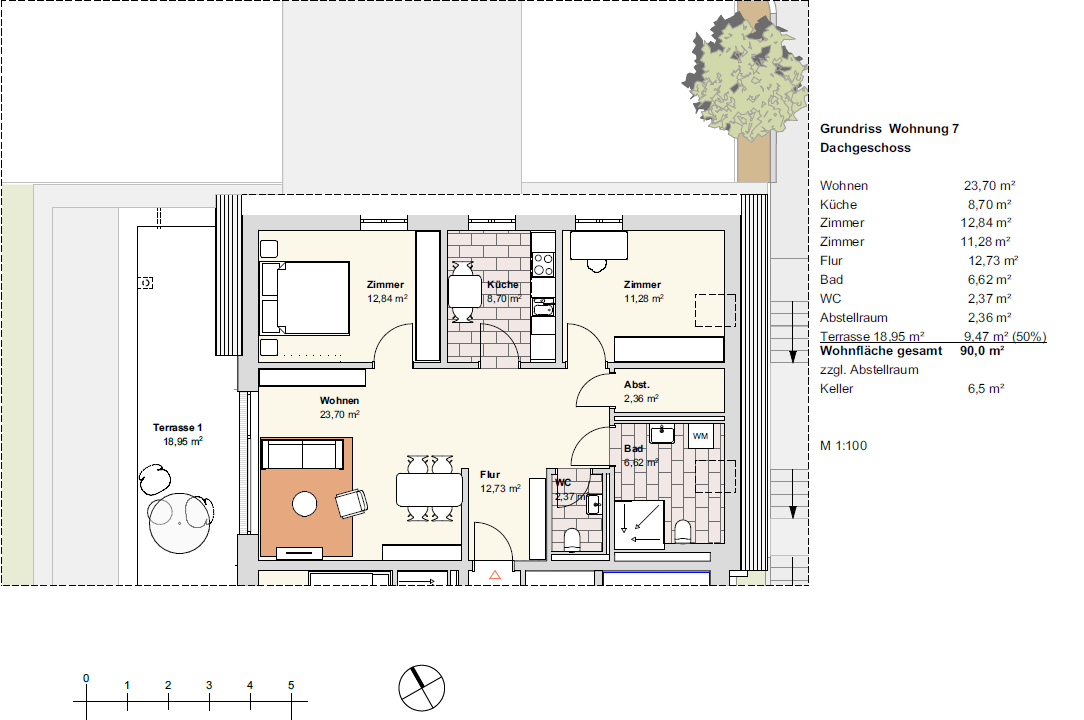 Grundriss Wohnung 7
Dachgeschoss
Wohnen 23,70 m²
Küche 8,70 m²
Zimmer 12,84 m²
Zimmer 11,28 m²
Flur 12,73 m²
Bad 6,62 m²
WC 2,37 m²
Abstellraum 2,36 m²
Terrasse 18,95 m² 9,47 m² (50%)
Wohnfläche gesamt 90,0 m²
zzgl. Abstellraum
Keller 6,5 m²
M 1:100
Zimmer
12,84 m²
Küche
8,70 m²
Zimmer
11,28 m²
Abst.
2,36 m²
Wohnen
23,70 m²
Terrasse 1
18,95 m²
WM
Bad
6,62 m²
Flur
12,73 m²
WC
2,37 m²
0 1 2 3 4 5